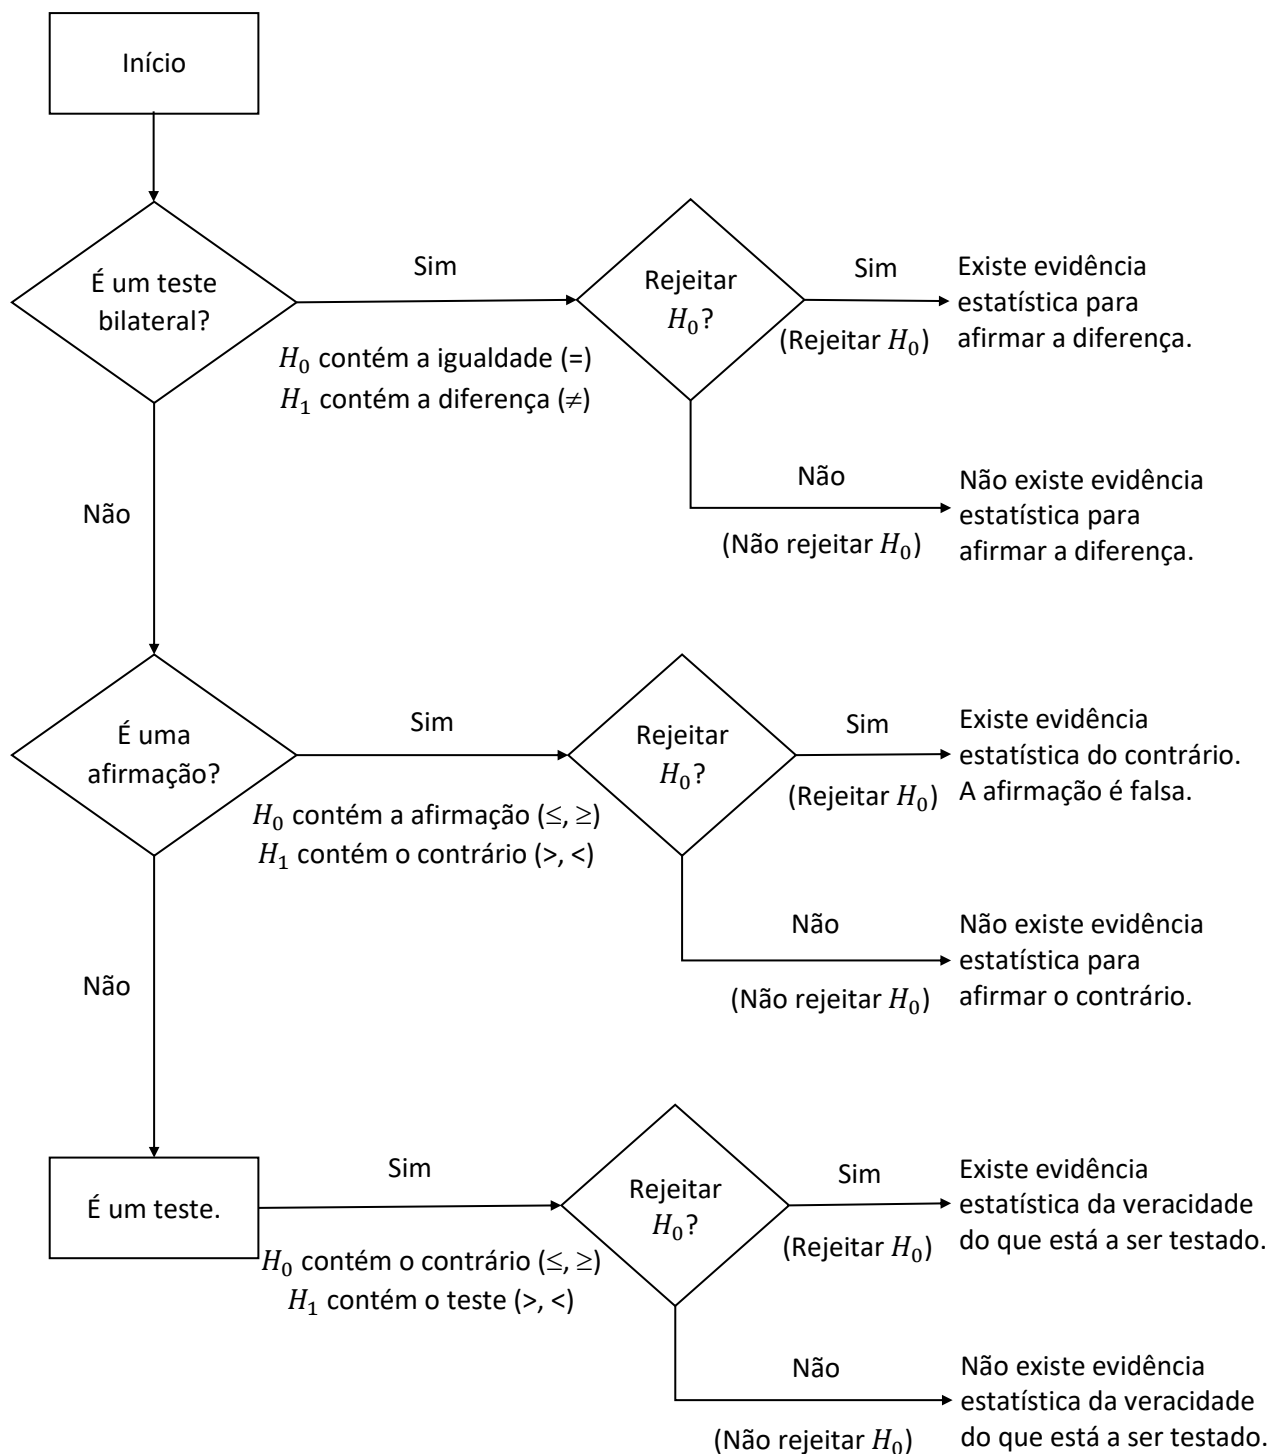 Início
É um teste
bilateral?
Sim
H₀ contém a igualdade (=)
H₁ contém a diferença (≠)
Rejeitar
H₀?
Sim
(Rejeitar H₀)
Existe evidência
estatística para
afirmar a diferença.
Não
(Não rejeitar H₀)
Não existe evidência
estatística para
afirmar a diferença.
Não
É uma
afirmação?
Sim
H₀ contém a afirmação (≤, ≥)
H₁ contém o contrário (>, <)
Rejeitar
H₀?
Sim
(Rejeitar H₀)
Existe evidência
estatística do contrário.
A afirmação é falsa.
Não
(Não rejeitar H₀)
Não existe evidência
estatística para
afirmar o contrário.
Não
É um teste.
Sim
H₀ contém o contrário (≤, ≥)
H₁ contém o teste (>, <)
Rejeitar
H₀?
Sim
(Rejeitar H₀)
Existe evidência
estatística da veracidade
do que está a ser testado.
Não
(Não rejeitar H₀)
Não existe evidência
estatística da veracidade
do que está a ser testado.